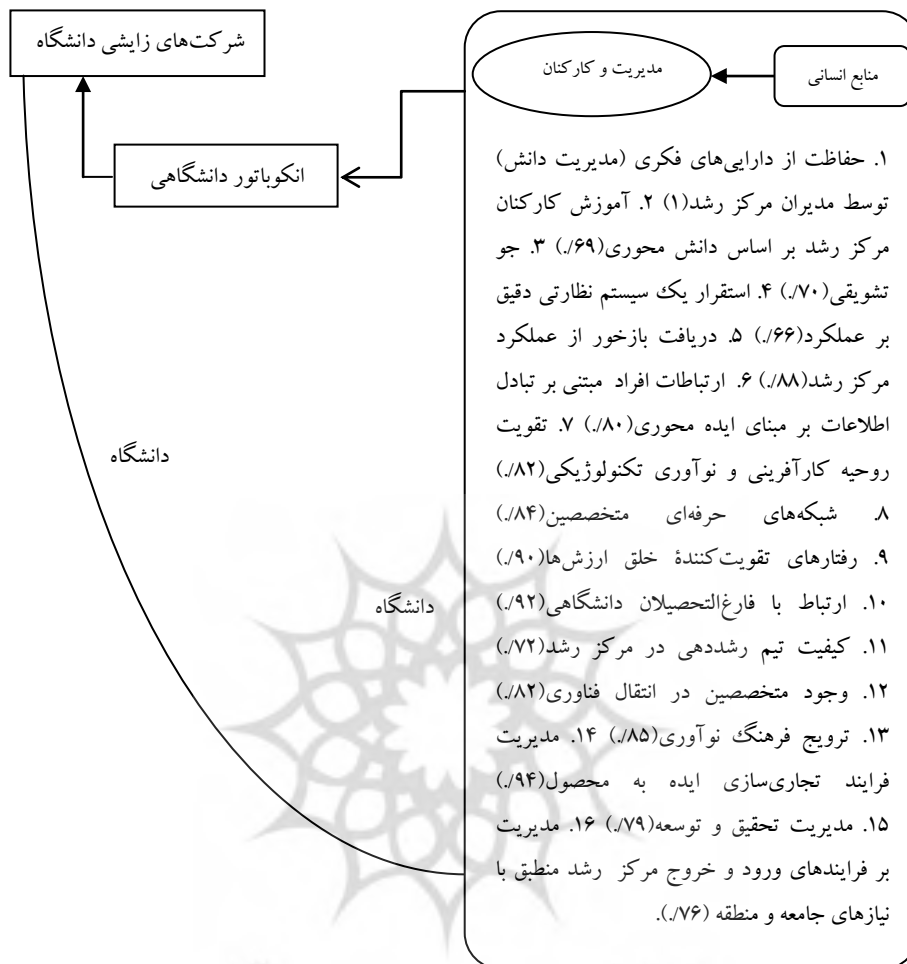 شرکت‌های زایشی دانشگاه
مدیریت و کارکنان
منابع انسانی
انکوباتور دانشگاهی
۱. حفاظت از دارایی‌های فکری (مدیریت دانش)
توسط مدیران مرکز رشد(۱) ۲. آموزش کارکنان
مرکز رشد بر اساس دانش محوری(۶۹/.) ۳. جو
تشویقی(۷۰/.) ۴. استقرار یک سیستم نظارتی دقیق
بر عملکرد(۶۶/.) ۵. دریافت بازخور از عملکرد
مرکز رشد(۸۸/.) ۶. ارتباطات افراد مبتنی بر تبادل
اطلاعات بر مبنای ایده محوری(۸۰/.) ۷. تقویت
روحیه کارآفرینی و نوآوری تکنولوژیکی(۸۲/.)
۸. شبکه‌های حرفه‌ای متخصصین(۸۴/.)
۹. رفتارهای تقویت‌کنندۀ خلق ارزش‌ها(۹۰/.)
۱۰. ارتباط با فارغ‌التحصیلان دانشگاهی(۹۲/.)
۱۱. کیفیت تیم رشددهی در مرکز رشد(۷۲/.)
۱۲. وجود متخصصین در انتقال فناوری(۸۲/.)
۱۳. ترویج فرهنگ نوآوری(۸۵/.) ۱۴. مدیریت
فرایند تجاری‌سازی ایده به محصول(۹۴/.)
۱۵. مدیریت تحقیق و توسعه(۷۹/.) ۱۶. مدیریت
بر فرایندهای ورود و خروج مرکز رشد منطبق با
نیازهای جامعه و منطقه (۷۶/.).
دانشگاه
دانشگاه